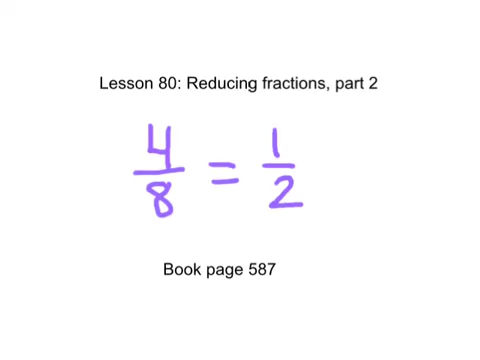 Lesson 80: Reducing fractions, part 2
4/8 = 1/2
Book page 587